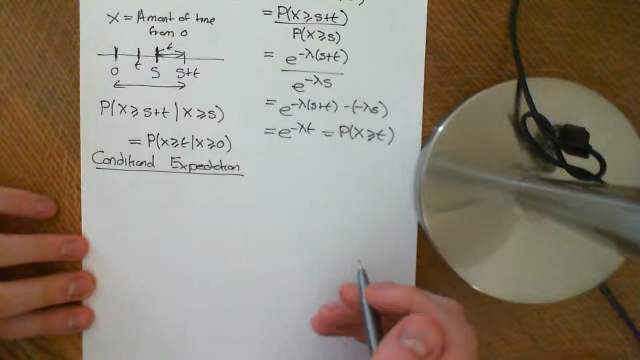 X = Amount of time
from 0
t
0 t s s+t
P(X≥s+t | X≥s)
= P(X≥t | X≥0)
Conditional Expectation
= P(X≥s+t)
P(X≥s)
= e^-λ(s+t)
e^-λs
= e^-λ(s+t) - (-λs)
= e^-λt = P(X≥t)